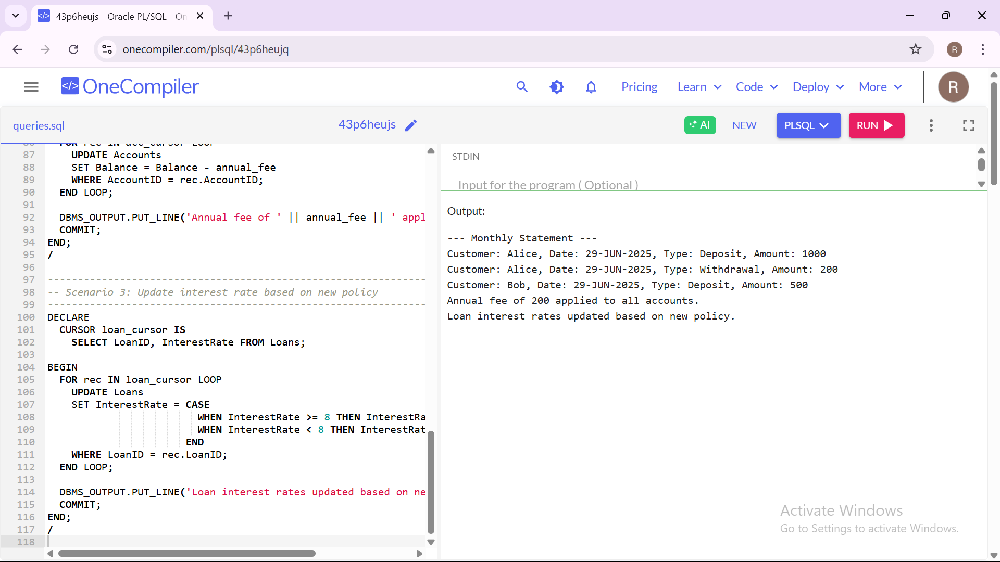 43p6heujs - Oracle PL/SQL - On
onecompiler.com/plsql/43p6heujq
R
</> OneCompiler
Pricing
Learn
Code
Deploy
More
R
queries.sql
43p6heujs
AI
NEW
PLSQL
RUN
87 UPDATE Accounts
88 SET Balance = Balance - annual_fee
89 WHERE AccountID = rec.AccountID;
90 END LOOP;
91
92 DBMS_OUTPUT.PUT_LINE('Annual fee of ' || annual_fee || ' appl
93 COMMIT;
94 END;
95 /
96
97 ---------------------------------------------------------------
98 -- Scenario 3: Update interest rate based on new policy
99 ---------------------------------------------------------------
100 DECLARE
101 CURSOR loan_cursor IS
102 SELECT LoanID, InterestRate FROM Loans;
103
104 BEGIN
105 FOR rec IN loan_cursor LOOP
106 UPDATE Loans
107 SET InterestRate = CASE
108 WHEN InterestRate >= 8 THEN InterestRa
109 WHEN InterestRate < 8 THEN InterestRat
110 END
111 WHERE LoanID = rec.LoanID;
112 END LOOP;
113
114 DBMS_OUTPUT.PUT_LINE('Loan interest rates updated based on ne
115 COMMIT;
116 END;
117 /
118
STDIN
Input for the program ( Optional )
Output:
--- Monthly Statement ---
Customer: Alice, Date: 29-JUN-2025, Type: Deposit, Amount: 1000
Customer: Alice, Date: 29-JUN-2025, Type: Withdrawal, Amount: 200
Customer: Bob, Date: 29-JUN-2025, Type: Deposit, Amount: 500
Annual fee of 200 applied to all accounts.
Loan interest rates updated based on new policy.
Activate Windows
Go to Settings to activate Windows.